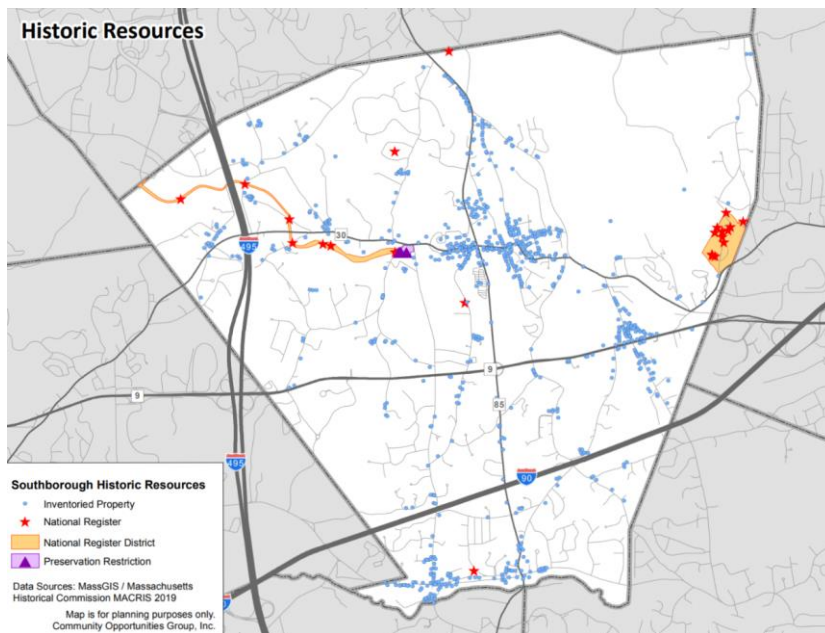 Historic Resources
30
495
9
9
85
495
90
Southborough Historic Resources
Inventoried Property
National Register
National Register District
Preservation Restriction
Data Sources: MassGIS / Massachusetts
Historical Commission MACRIS 2019
Map is for planning purposes only.
Community Opportunities Group, Inc.